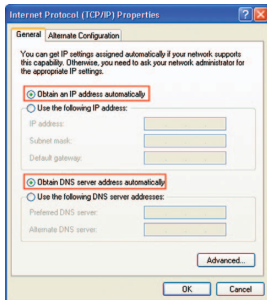 Internet Protocol (TCP/IP) Properties
General
Alternate Configuration
You can get IP settings assigned automatically if your network supports
this capability. Otherwise, you need to ask your network administrator for
the appropriate IP settings.
Obtain an IP address automatically
Use the following IP address:
IP address:
Subnet mask:
Default gateway:
Obtain DNS server address automatically
Use the following DNS server addresses:
Preferred DNS server:
Alternate DNS server:
Advanced...
OK Cancel